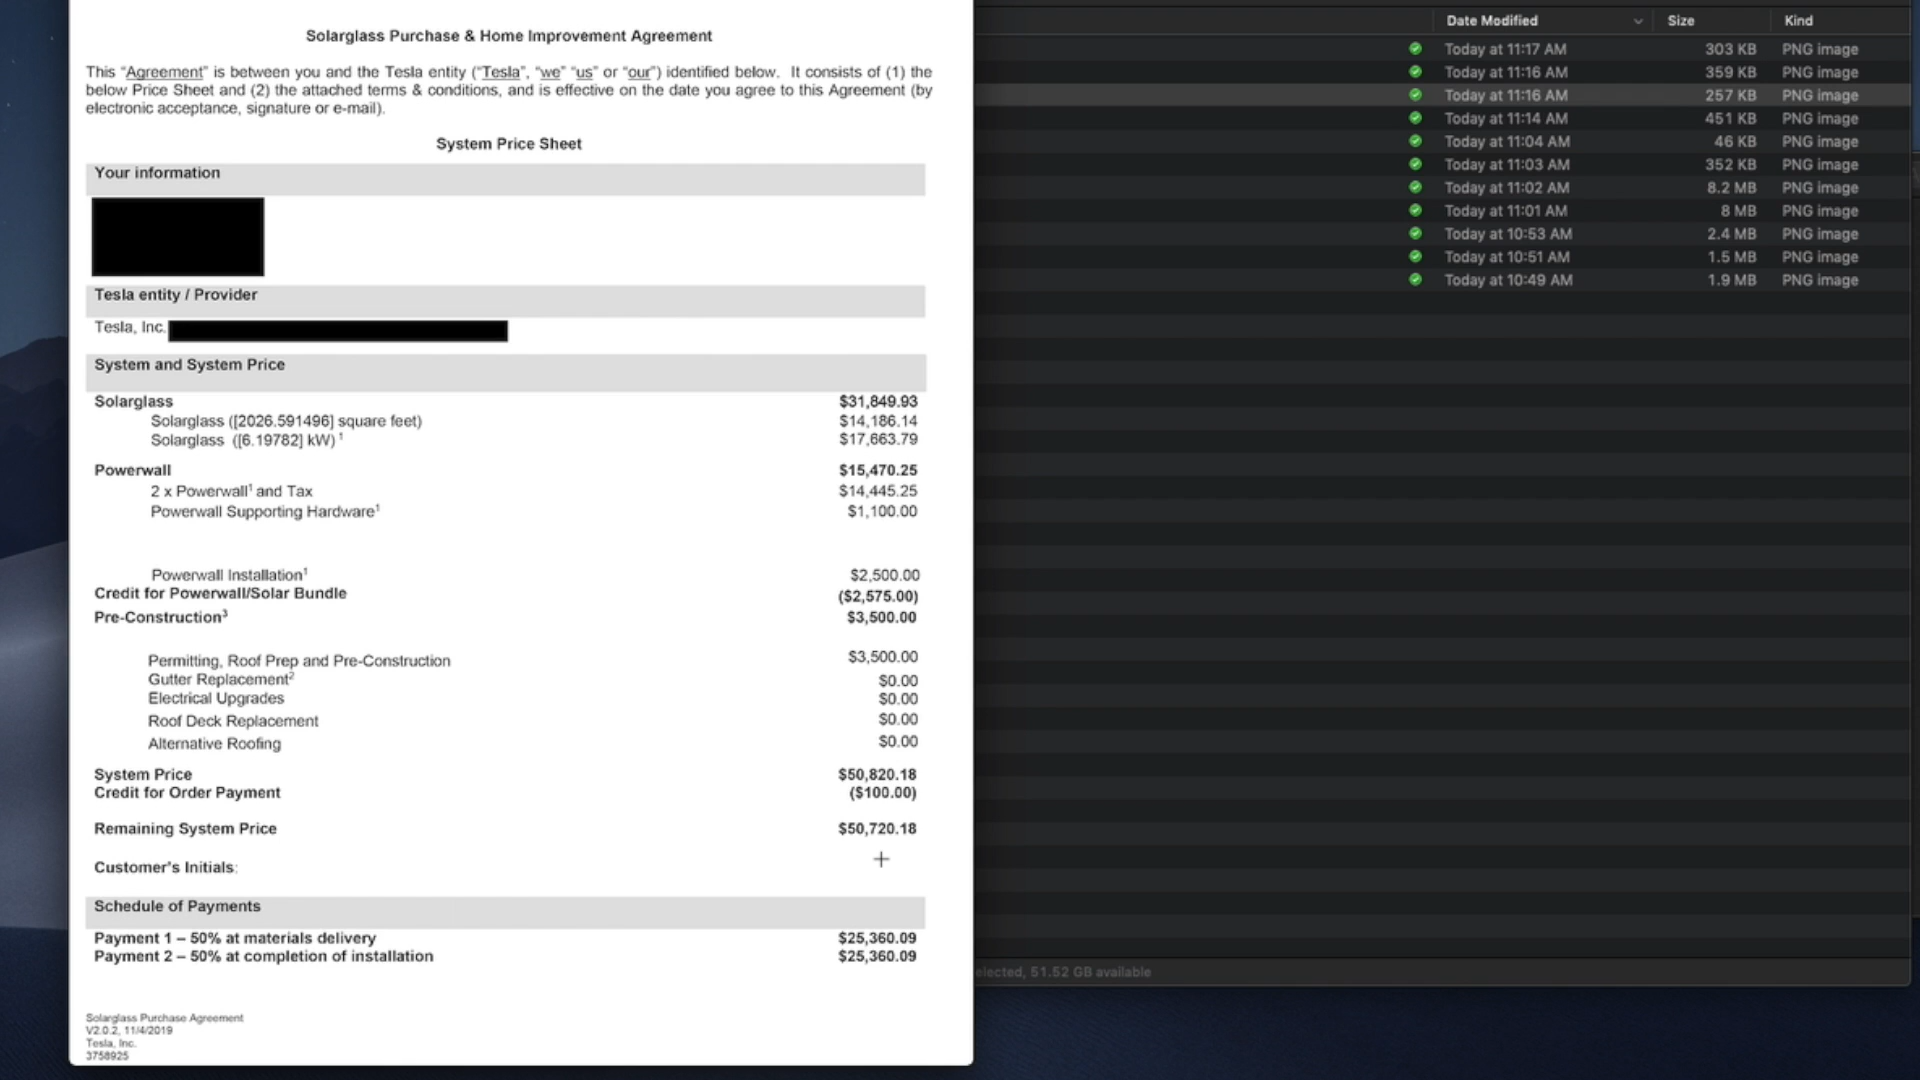 Solarglass Purchase & Home Improvement Agreement
This “Agreement” is between you and the Tesla entity (“Tesla”, “we” “us” or “our”) identified below. It consists of (1) the
below Price Sheet and (2) the attached terms & conditions, and is effective on the date you agree to this Agreement (by
electronic acceptance, signature or e-mail).
System Price Sheet
Your information
Tesla entity / Provider
Tesla, Inc.
System and System Price
Solarglass $31,849.93
Solarglass ([2026.591496] square feet) $14,186.14
Solarglass ([6.19782] kW) 1 $17,663.79
Powerwall $15,470.25
2 x Powerwall1 and Tax $14,445.25
Powerwall Supporting Hardware1 $1,100.00
Powerwall Installation1 $2,500.00
Credit for Powerwall/Solar Bundle ($2,575.00)
Pre-Construction3 $3,500.00
Permitting, Roof Prep and Pre-Construction $3,500.00
Gutter Replacement2 $0.00
Electrical Upgrades $0.00
Roof Deck Replacement $0.00
Alternative Roofing $0.00
System Price $50,820.18
Credit for Order Payment ($100.00)
Remaining System Price $50,720.18
Customer's Initials:
Schedule of Payments
Payment 1 – 50% at materials delivery $25,360.09
Payment 2 – 50% at completion of installation $25,360.09
Solarglass Purchase Agreement
V2.0.2, 11/4/2019
Tesla, Inc.
3758925
Date Modified Size Kind
Today at 11:17 AM 303 KB PNG image
Today at 11:16 AM 359 KB PNG image
Today at 11:16 AM 257 KB PNG image
Today at 11:14 AM 451 KB PNG image
Today at 11:04 AM 46 KB PNG image
Today at 11:03 AM 352 KB PNG image
Today at 11:02 AM 8.2 MB PNG image
Today at 11:01 AM 8 MB PNG image
Today at 10:53 AM 2.4 MB PNG image
Today at 10:51 AM 1.5 MB PNG image
Today at 10:49 AM 1.9 MB PNG image
elected, 51.52 GB available